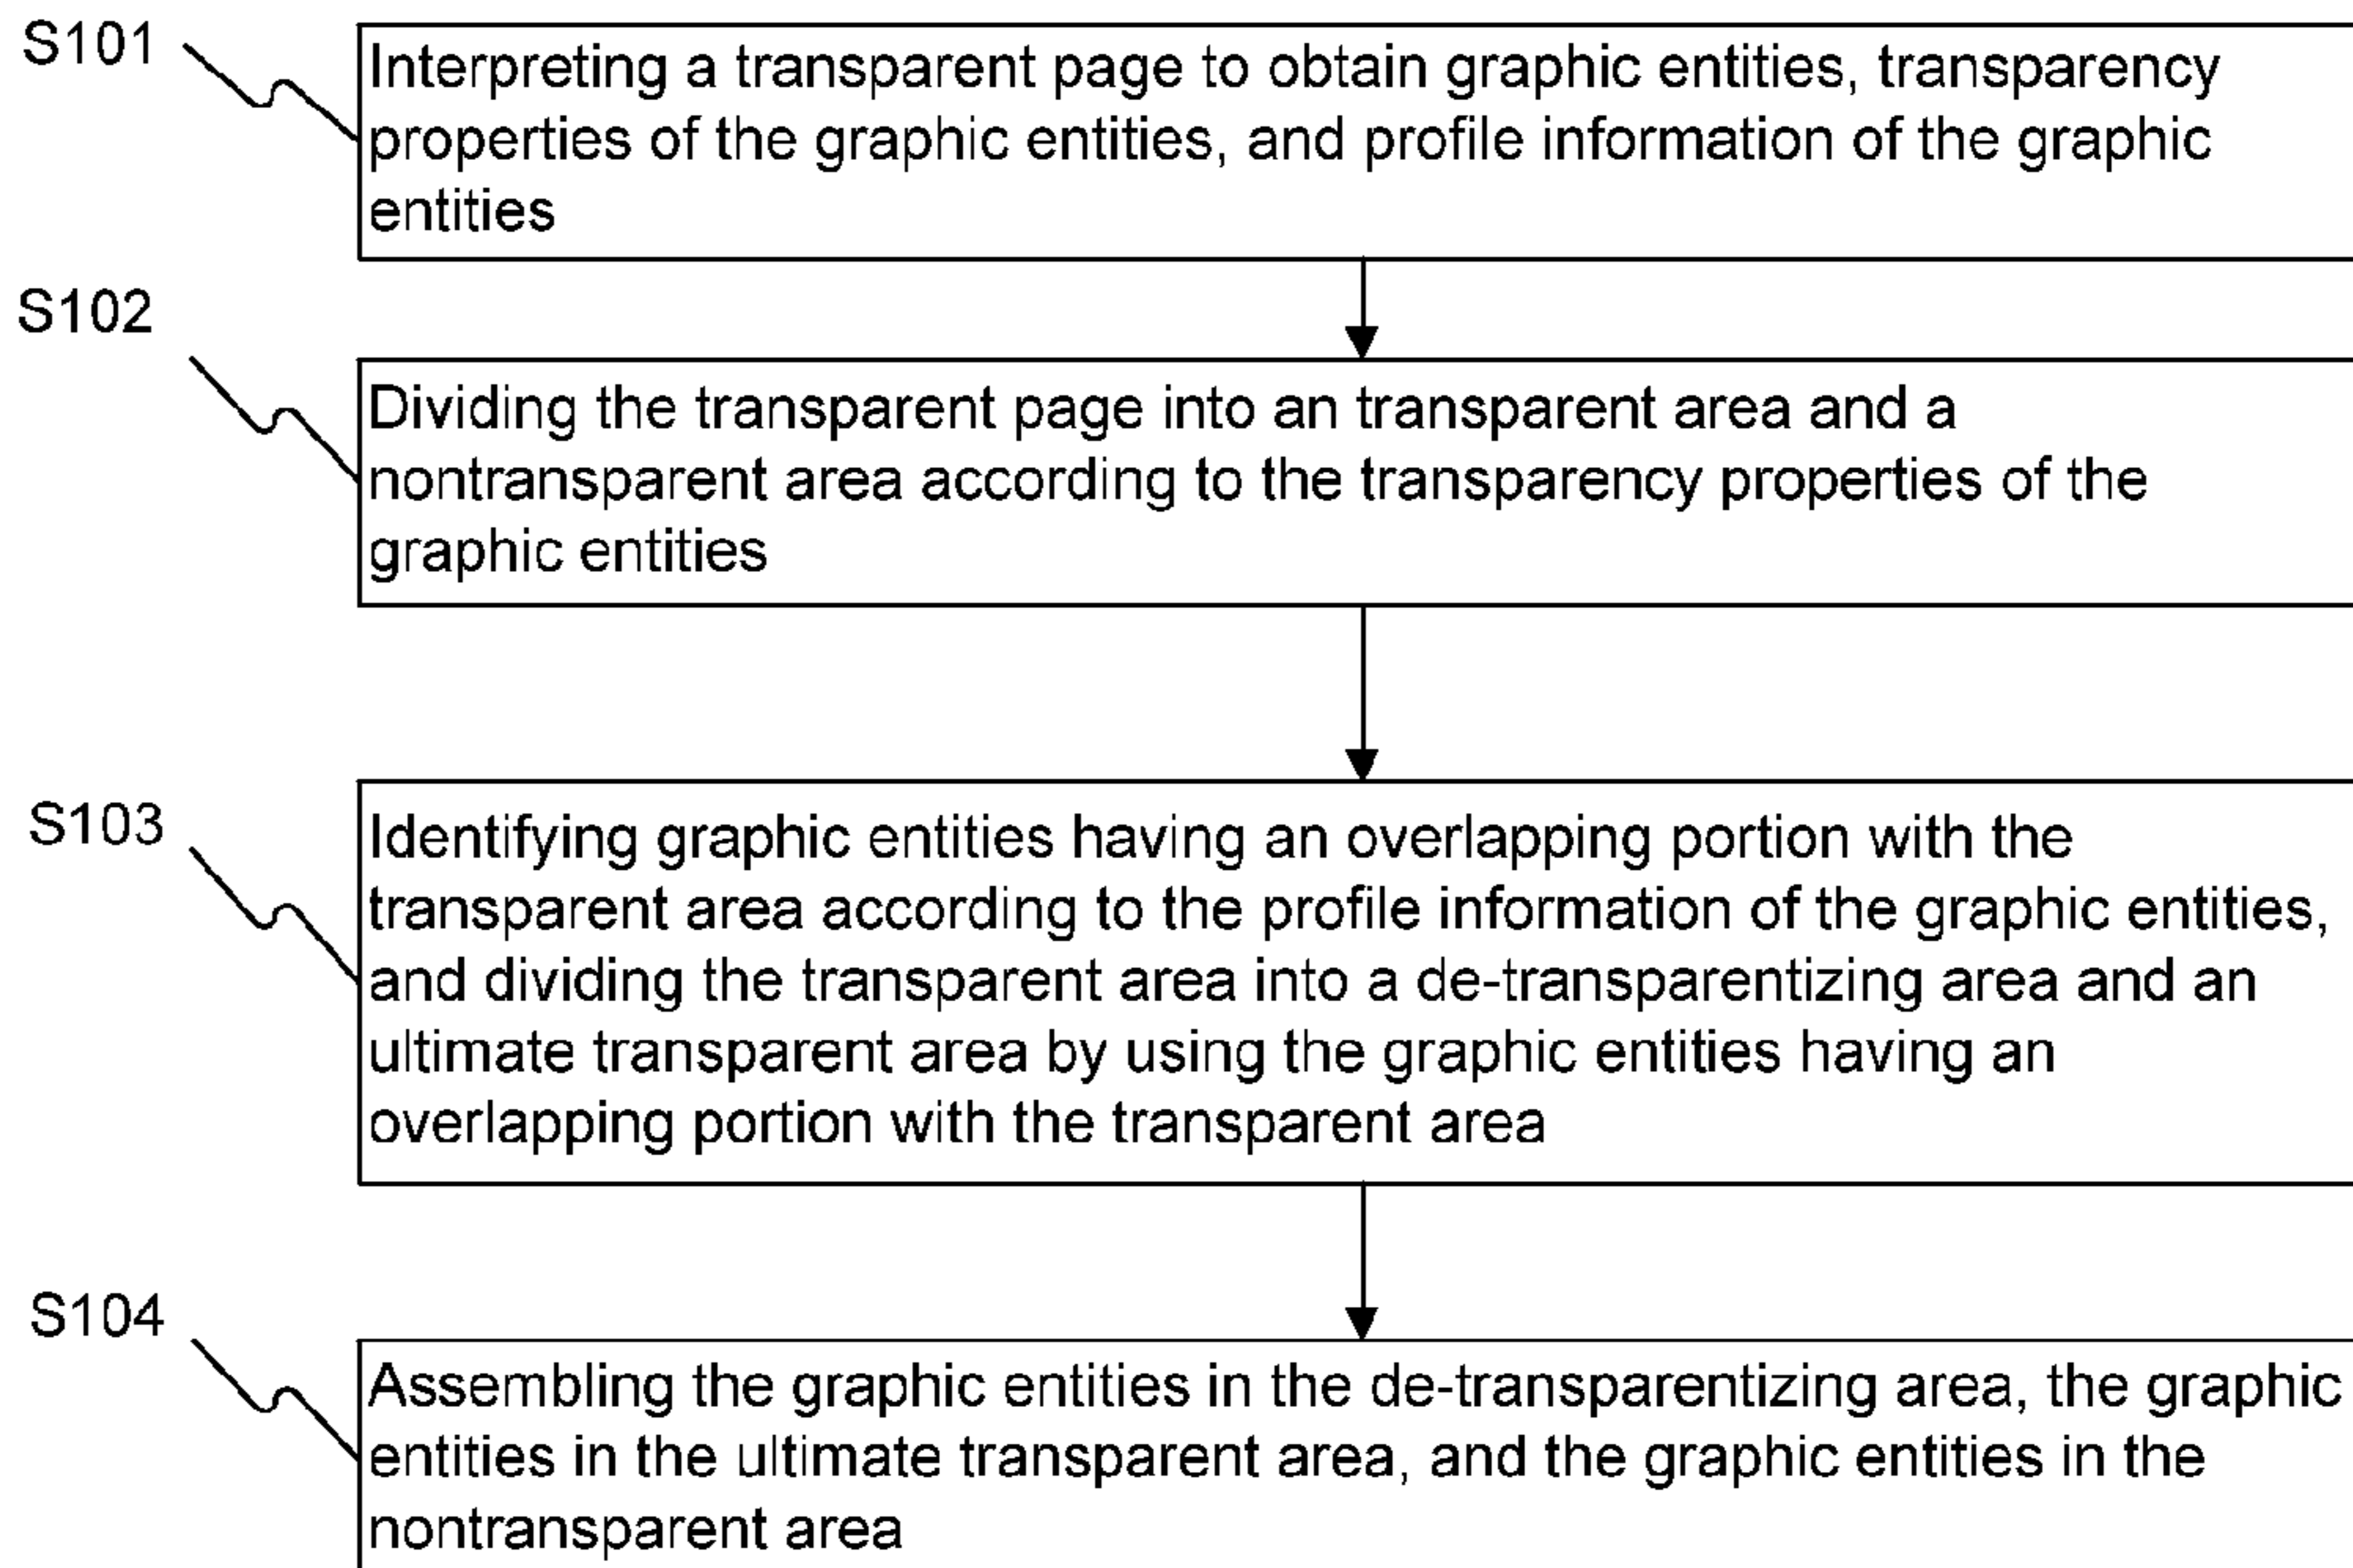 S101
Interpreting a transparent page to obtain graphic entities, transparency
properties of the graphic entities, and profile information of the graphic
entities
S102
Dividing the transparent page into an transparent area and a
nontransparent area according to the transparency properties of the
graphic entities
S103
Identifying graphic entities having an overlapping portion with the
transparent area according to the profile information of the graphic entities,
and dividing the transparent area into a de-transparentizing area and an
ultimate transparent area by using the graphic entities having an
overlapping portion with the transparent area
S104
Assembling the graphic entities in the de-transparentizing area, the graphic
entities in the ultimate transparent area, and the graphic entities in the
nontransparent area